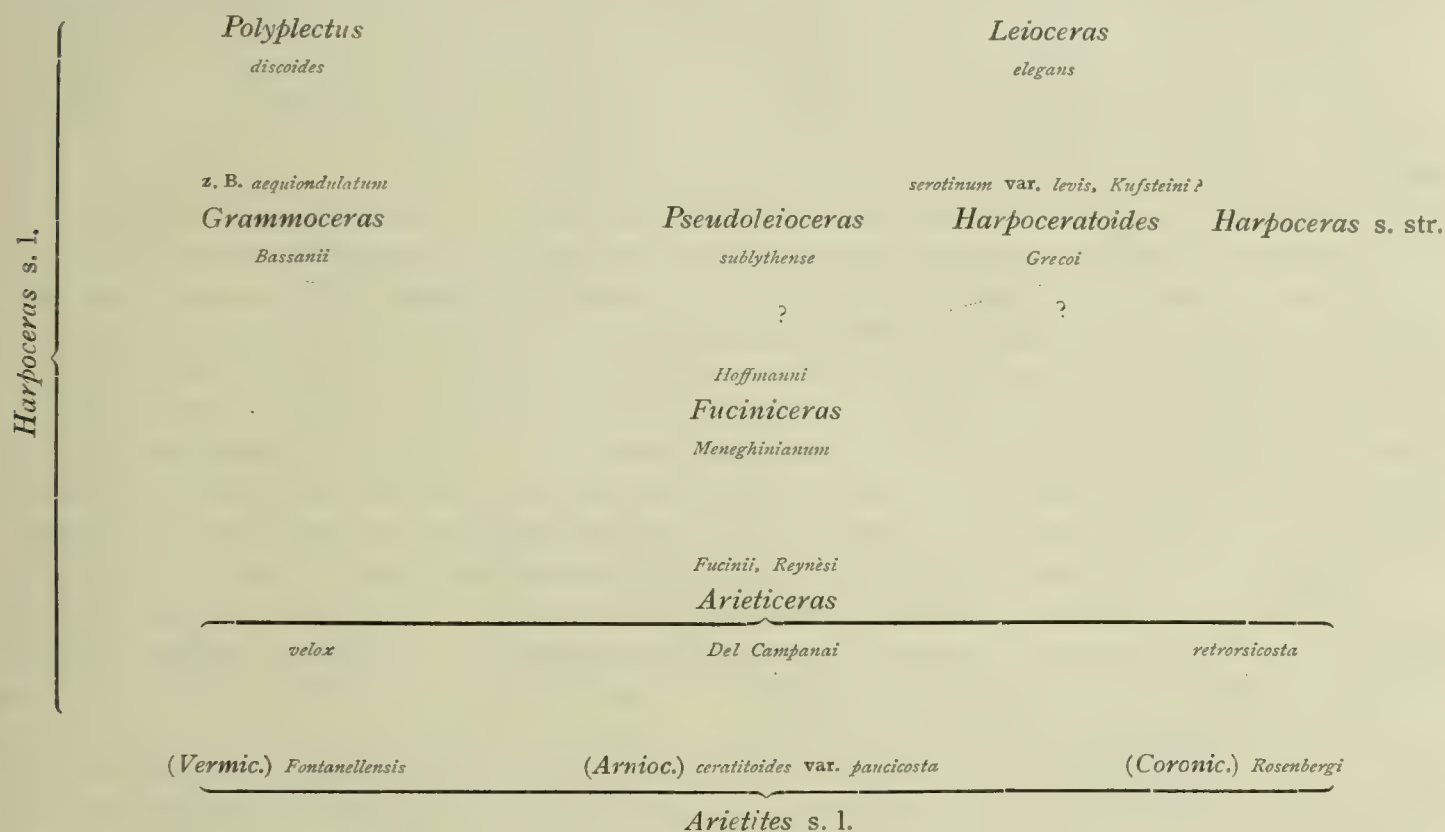 Polyplectus Leioceras
discoides elegans
z. B. aequiondulatum serotinum var. levis, Kufsteini?
Grammoceras Pseudoleioceras Harpoceratoides Harpoceras s. str.
Bassanii sublythense Grecoi
? ?
Harpoceras s. l.
Hoffmanni
Fuciniceras
Meneghinianum
Fucinii, Reynèsi
Arieticeras
velox Del Campanai retrorsicosta
(Vermic.) Fontanellensis (Arnioc.) ceratitoides var. paucicosta (Coronic.) Rosenbergi
Arietites s. l.